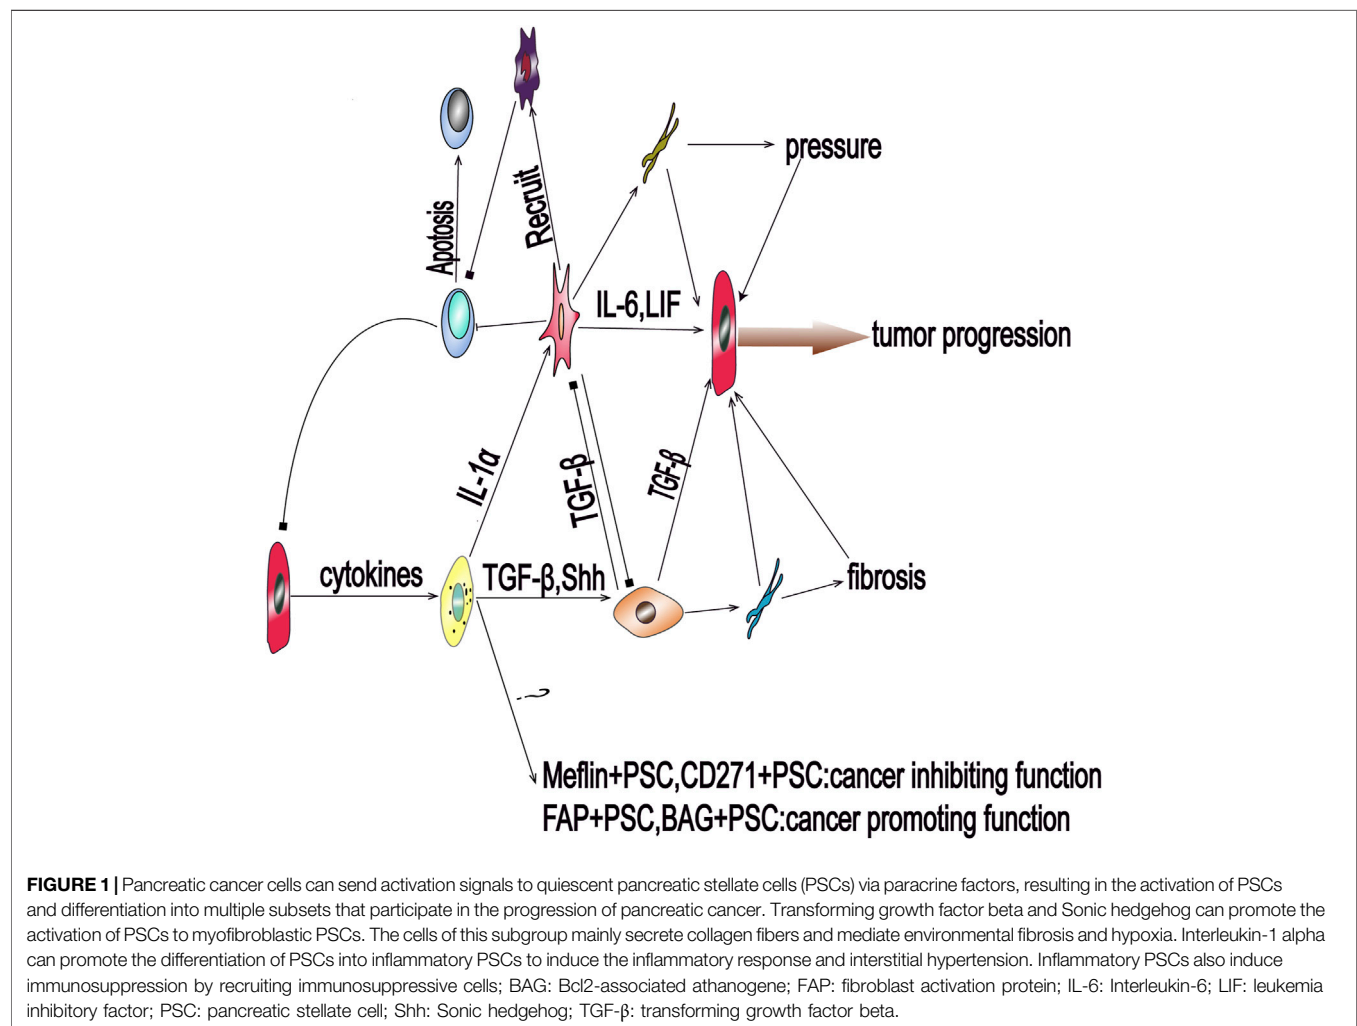 pressure
Recruit
Apotosis
IL-6,LIF
tumor progression
IL-1α
TGF-β
TGF-β
cytokines
TGF-β,Shh
fibrosis
?
Meflin+PSC,CD271+PSC:cancer inhibiting function
FAP+PSC,BAG+PSC:cancer promoting function
FIGURE 1 | Pancreatic cancer cells can send activation signals to quiescent pancreatic stellate cells (PSCs) via paracrine factors, resulting in the activation of PSCs
and differentiation into multiple subsets that participate in the progression of pancreatic cancer. Transforming growth factor beta and Sonic hedgehog can promote the
activation of PSCs to myofibroblastic PSCs. The cells of this subgroup mainly secrete collagen fibers and mediate environmental fibrosis and hypoxia. Interleukin-1 alpha
can promote the differentiation of PSCs into inflammatory PSCs to induce the inflammatory response and interstitial hypertension. Inflammatory PSCs also induce
immunosuppression by recruiting immunosuppressive cells; BAG: Bcl2-associated athanogene; FAP: fibroblast activation protein; IL-6: Interleukin-6; LIF: leukemia
inhibitory factor; PSC: pancreatic stellate cell; Shh: Sonic hedgehog; TGF-β: transforming growth factor beta.